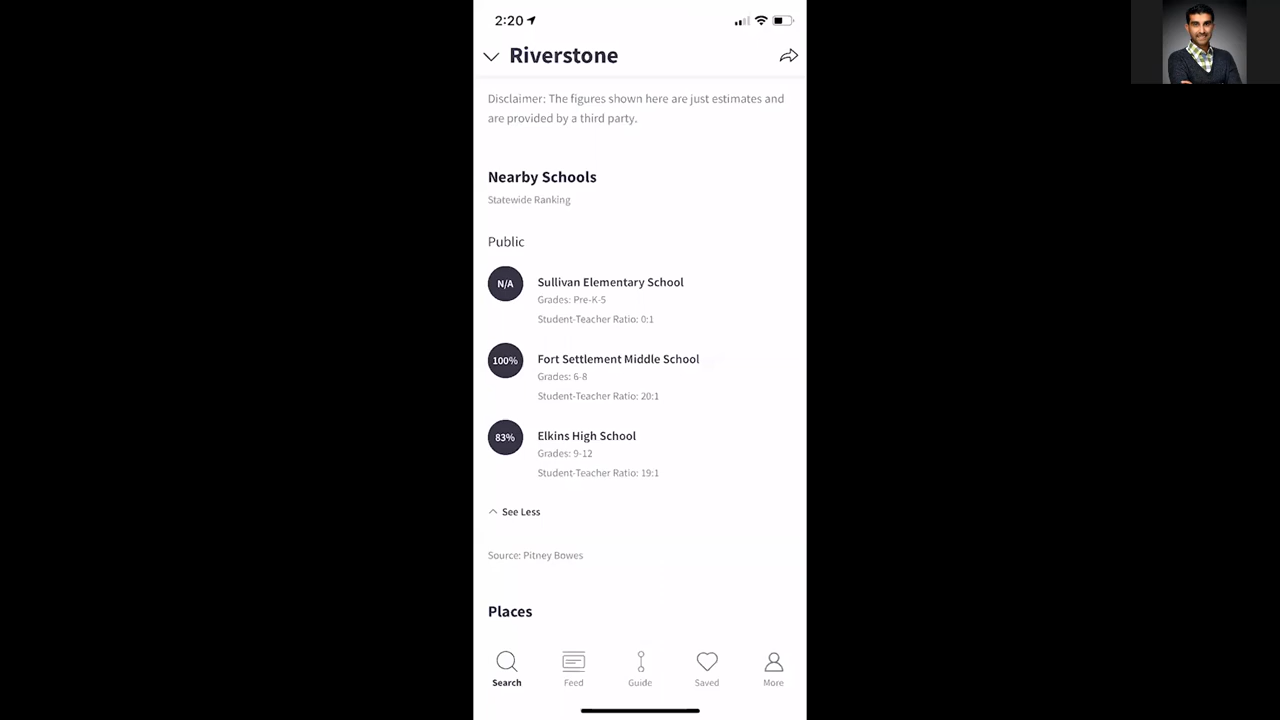 2:20
Riverstone
Disclaimer: The figures shown here are just estimates and
are provided by a third party.
Nearby Schools
Statewide Ranking
Public
N/A
Sullivan Elementary School
Grades: Pre-K-5
Student-Teacher Ratio: 0:1
100%
Fort Settlement Middle School
Grades: 6-8
Student-Teacher Ratio: 20:1
83%
Elkins High School
Grades: 9-12
Student-Teacher Ratio: 19:1
See Less
Source: Pitney Bowes
Places
Search Feed Guide Saved More